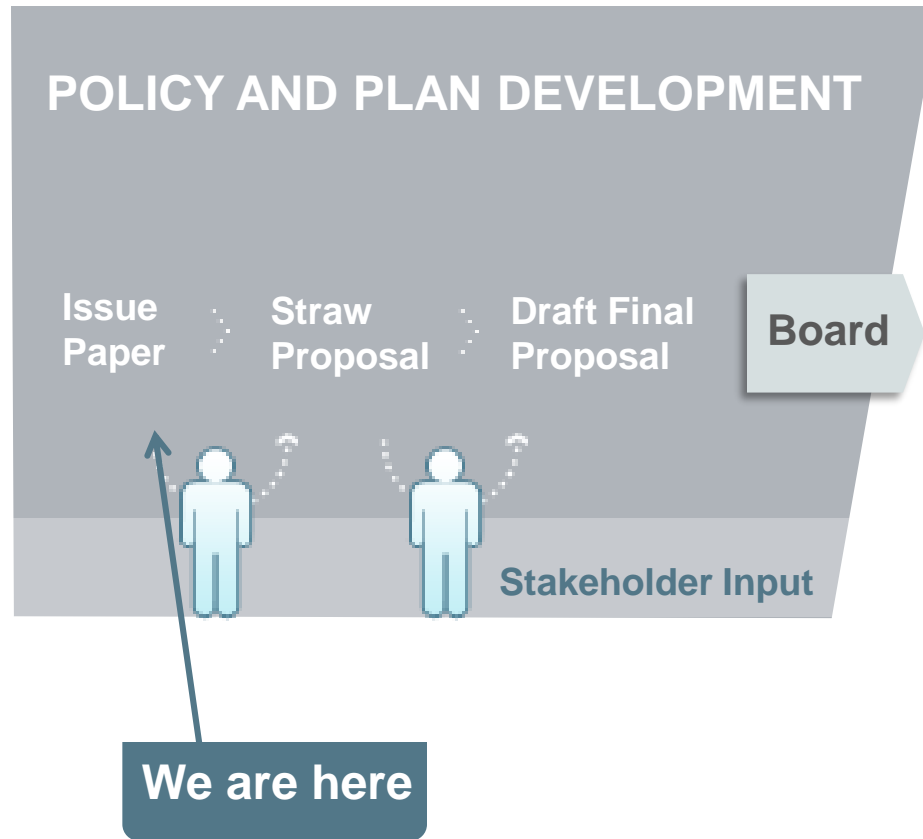 POLICY AND PLAN DEVELOPMENT
Issue
Paper
Straw
Proposal
Draft Final
Proposal
Board
Stakeholder Input
We are here